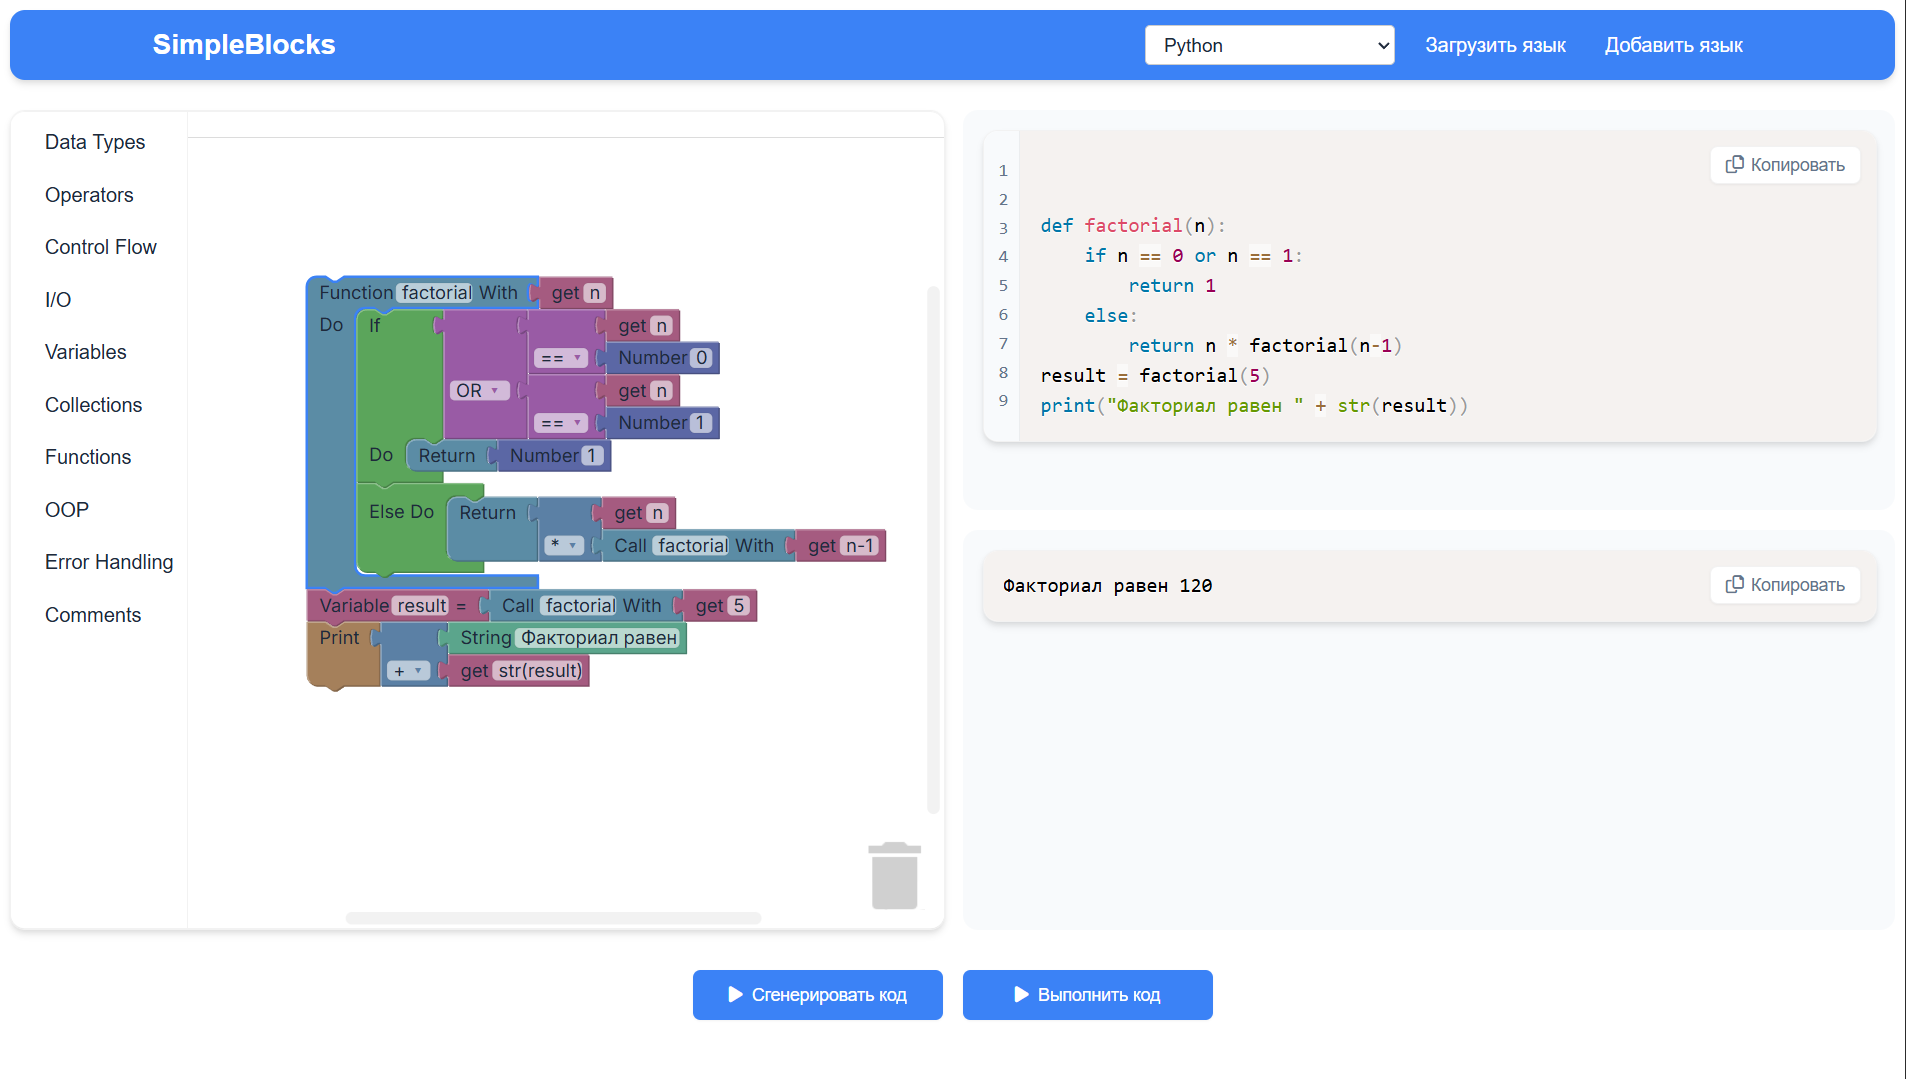 SimpleBlocks
Python
Загрузить язык
Добавить язык
Data Types
Operators
Control Flow
I/O
Variables
Collections
Functions
OOP
Error Handling
Comments
Function factorial With get n
Do If get n
== Number 0
OR get n
== Number 1
Do Return Number 1
Else Do Return get n
* Call factorial With get n-1
Variable result = Call factorial With get 5
Print String Факториал равен
+ get str(result)
Копировать
1
2
3
4
5
6
7
8
9
def factorial(n):
    if n == 0 or n == 1:
        return 1
    else:
        return n * factorial(n-1)
result = factorial(5)
print("Факториал равен " + str(result))
Факториал равен 120
Копировать
Сгенерировать код
Выполнить код